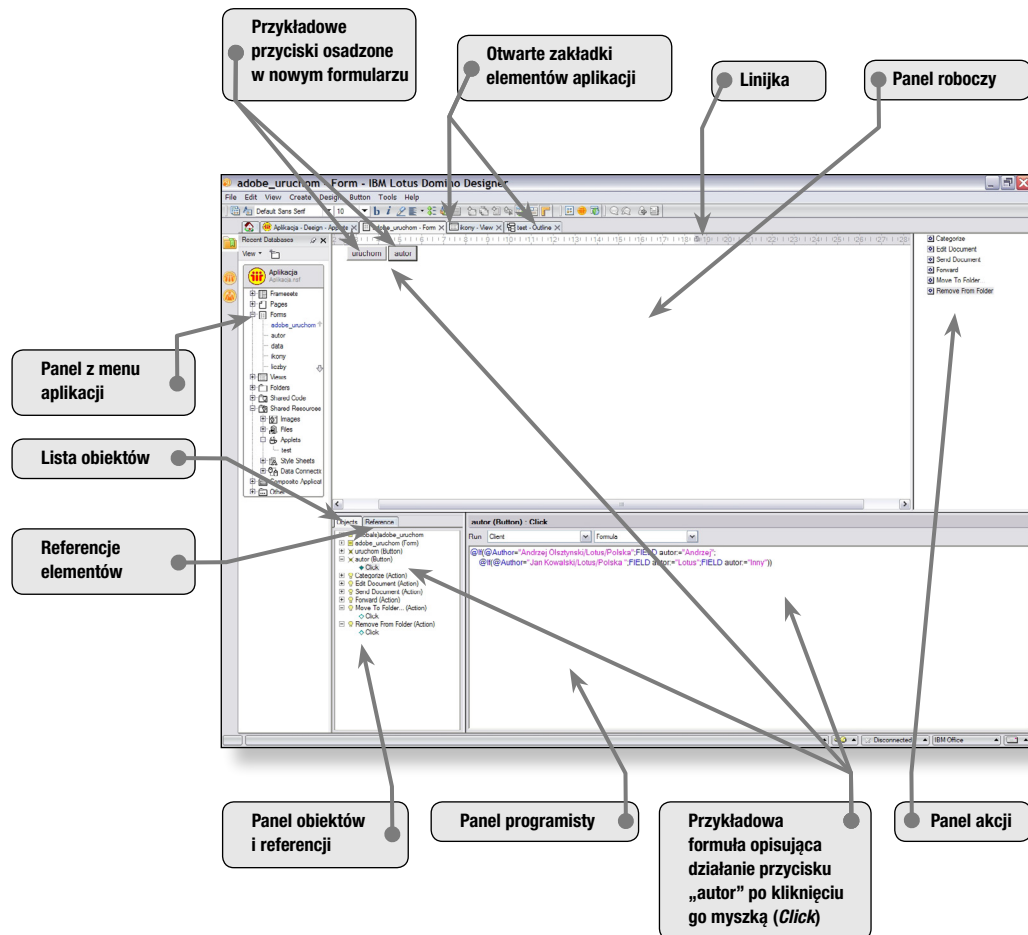 Przykładowe
przyciski osadzone
w nowym formularzu
Otwarte zakładki
elementów aplikacji
Linijka
Panel roboczy
adobe_uruchom - Form - IBM Lotus Domino Designer
File Edit View Create Design Button Tools Help
Default Sans Serif 10
Aplikacja - Design - Applets
adobe_uruchom - Form
ikony - View
test - Outline
Recent Databases
View
uruchom autor
Categorize
Edit Document
Send Document
Forward
Move To Folder...
Remove From Folder
Aplikacja
Aplikacja.nsf
Framesets
Pages
Forms
adobe_uruchom
autor
data
ikony
liczby
Views
Folders
Shared Code
Shared Resources
Images
Files
Applets
test
Style Sheets
Data Connectio
Composite Applicat
Other
Panel z menu
aplikacji
Lista obiektów
Referencje
elementów
Objects Reference
adobe_uruchom
adobe_uruchom (Form)
uruchom (Button)
autor (Button)
Click
Categorize (Action)
Edit Document (Action)
Send Document (Action)
Forward (Action)
Move To Folder... (Action)
Click
Remove From Folder (Action)
Click
autor (Button) : Click
Run Client Formula
@If(@Author="Andrzej Olsztynski/Lotus/Polska";FIELD autor:="Andrzej";
@If(@Author="Jan Kowalski/Lotus/Polska ";FIELD autor:="Lotus";FIELD autor:="Inny"))
Disconnected IBM Office
Panel obiektów
i referencji
Panel programisty
Przykładowa
formuła opisująca
działanie przycisku
„autor” po kliknięciu
go myszką (Click)
Panel akcji